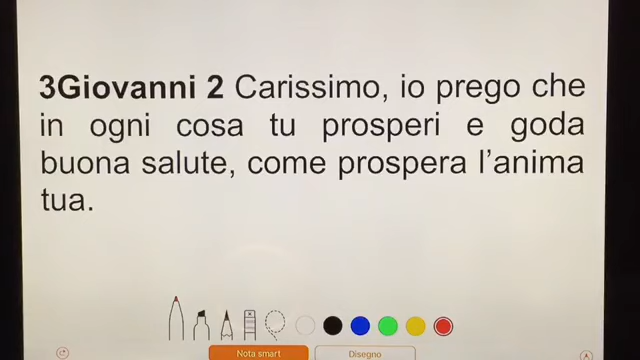 3Giovanni 2 Carissimo, io prego che
in ogni cosa tu prosperi e goda
buona salute, come prospera l’anima
tua.
Nota smart
Disegno